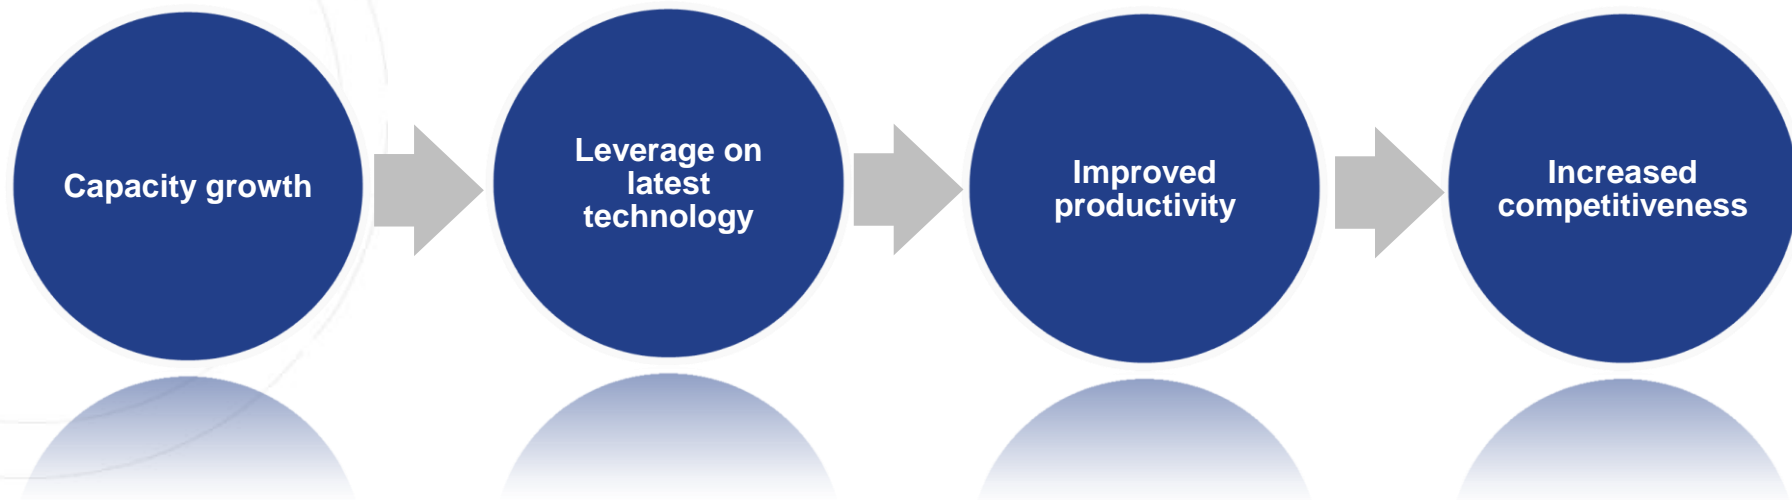 Capacity growth
Leverage on
latest
technology
Improved
productivity
Increased
competitiveness